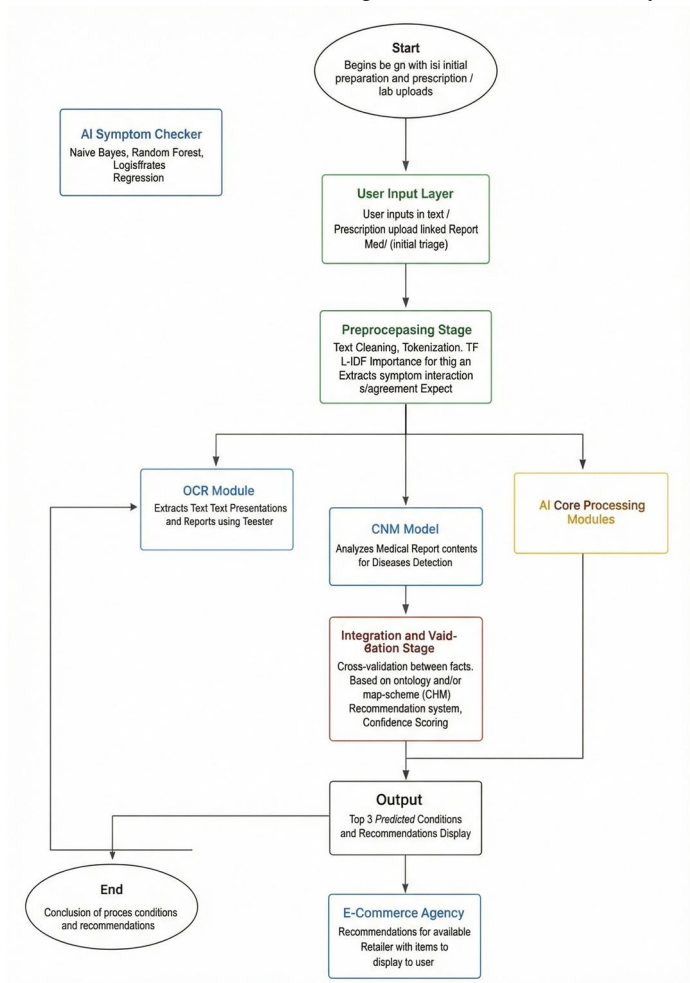 Start
Begins be gn with isi initial
preparation and prescription /
lab uploads
AI Symptom Checker
Naive Bayes, Random Forest,
Logisffrates
Regression
User Input Layer
User inputs in text /
Prescription upload linked Report
Med/ (initial triage)
Preprocepasing Stage
Text Cleaning, Tokenization. TF
L-IDF Importance for thig an
Extracts symptom interaction
s/agreement Expect
OCR Module
Extracts Text Text Presentations
and Reports using Teester
CNM Model
Analyzes Medical Report contents
for Diseases Detection
AI Core Processing
Modules
Integration and Vaid-
dation Stage
Cross-validation between facts.
Based on ontology and/or
map-scheme (CHM)
Recommendation system,
Confidence Scoring
Output
Top 3 Predicted Conditions
and Recommendations Display
End
Conclusion of proces conditions
and recommendations
E-Commerce Agency
Recommendations for available
Retailer with items to
display to user